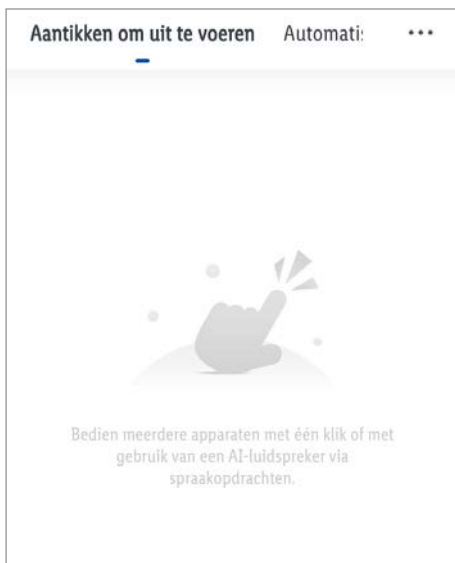 Aantikken om uit te voeren Automati
Bedien meerdere apparaten met één klik of met
gebruik van een AI-luidspreker via
spraakopdrachten.